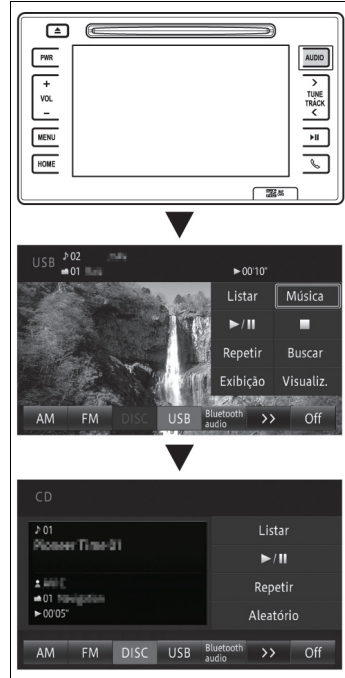 PWR
+
VOL
−
MENU
HOME
AUDIO
>
TUNE
TRACK
<
►II
USB
♪02
01
►00'10"
Listar
Música
►/II
■
Repetir
Buscar
Exibição
Visualiz.
AM
FM
DISC
USB
Bluetooth
audio
>>
Off
CD
♪01
Pioneer Time-01
01
►00'05"
Listar
►/II
Repetir
Aleatório
AM
FM
DISC
USB
Bluetooth
audio
>>
Off